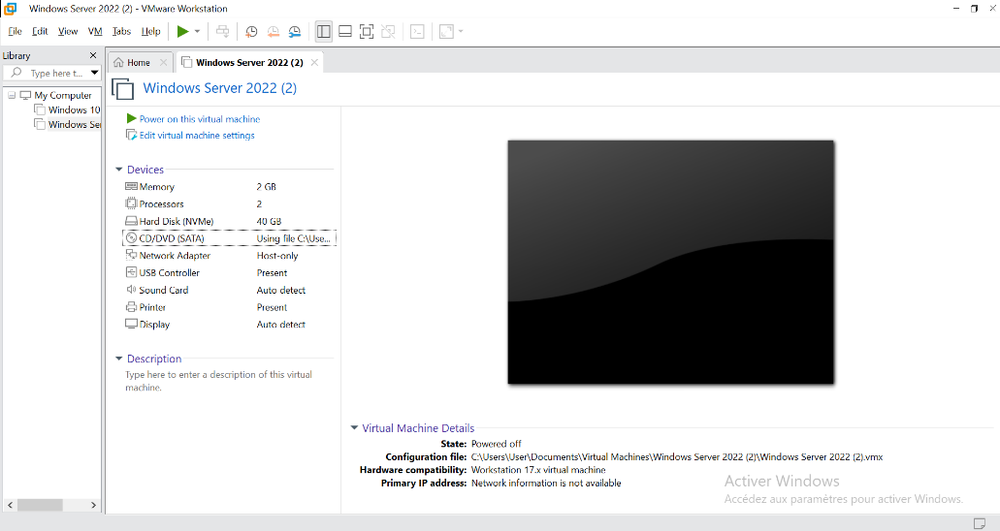 Windows Server 2022 (2) - VMware Workstation
File Edit View VM Tabs Help
Library
Type here t...
My Computer
Windows 10
Windows Se
Home
Windows Server 2022 (2)
Windows Server 2022 (2)
Power on this virtual machine
Edit virtual machine settings
Devices
Memory 2 GB
Processors 2
Hard Disk (NVMe) 40 GB
CD/DVD (SATA) Using file C:\Use...
Network Adapter Host-only
USB Controller Present
Sound Card Auto detect
Printer Present
Display Auto detect
Description
Type here to enter a description of this virtual
machine.
Virtual Machine Details
State: Powered off
Configuration file: C:\Users\User\Documents\Virtual Machines\Windows Server 2022 (2)\Windows Server 2022 (2).vmx
Hardware compatibility: Workstation 17.x virtual machine
Primary IP address: Network information is not available
Activer Windows
Accédez aux paramètres pour activer Windows.